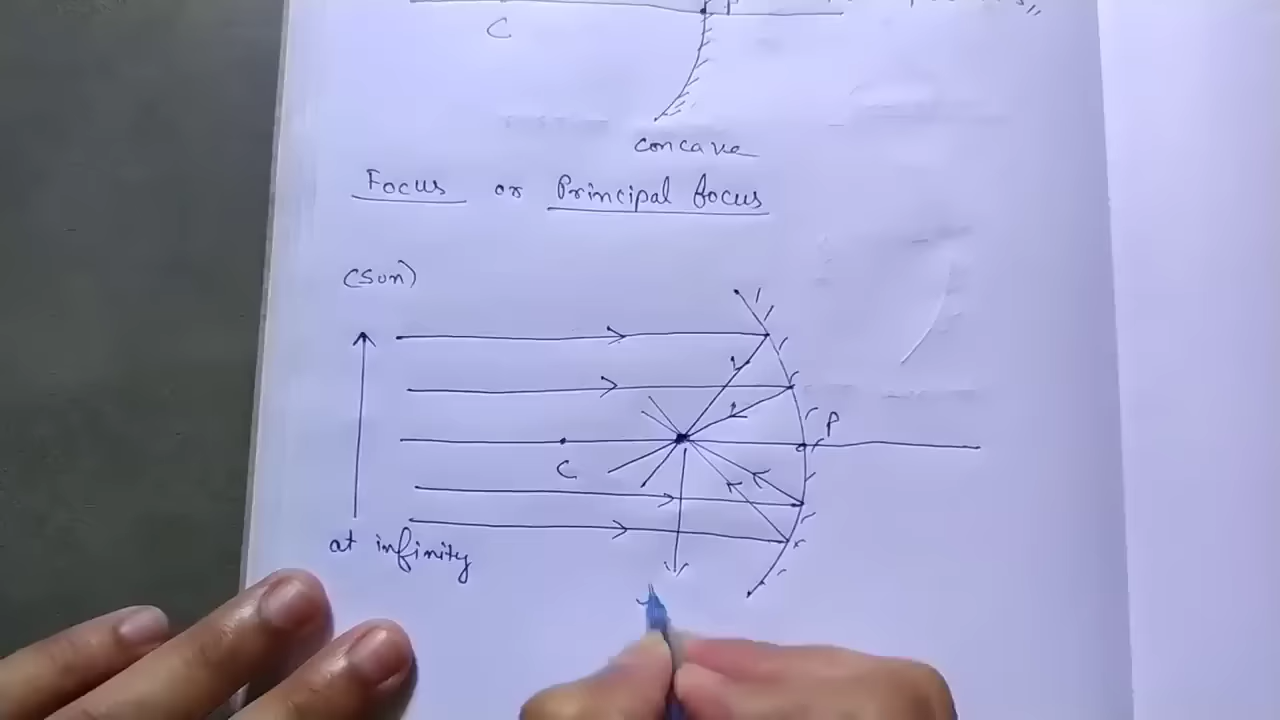 C
concave
Focus or Principal focus
(Sun)
P
C
at infinity